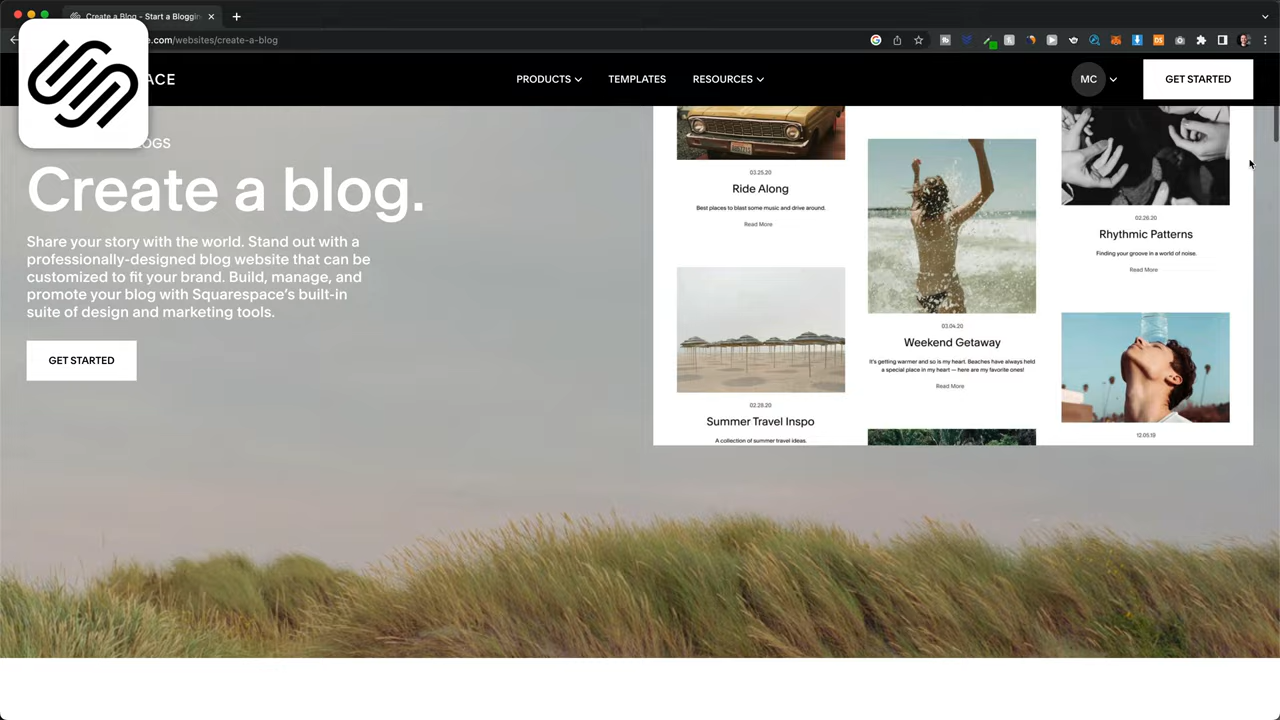 Create a Blog - Start a Bloggin
e.com/websites/create-a-blog
ACE
PRODUCTS
TEMPLATES
RESOURCES
MC
GET STARTED
OGS
Create a blog.
Share your story with the world. Stand out with a
professionally-designed blog website that can be
customized to fit your brand. Build, manage, and
promote your blog with Squarespace's built-in
suite of design and marketing tools.
GET STARTED
03.25.20
Ride Along
Best places to blast some music and drive around.
Read More
02.28.20
Summer Travel Inspo
A collection of summer travel ideas.
03.04.20
Weekend Getaway
It's getting warmer and so is my heart. Beaches have always held
a special place in my heart — here are my favorite ones!
Read More
02.26.20
Rhythmic Patterns
Finding your groove in a world of noise.
Read More
12.05.19